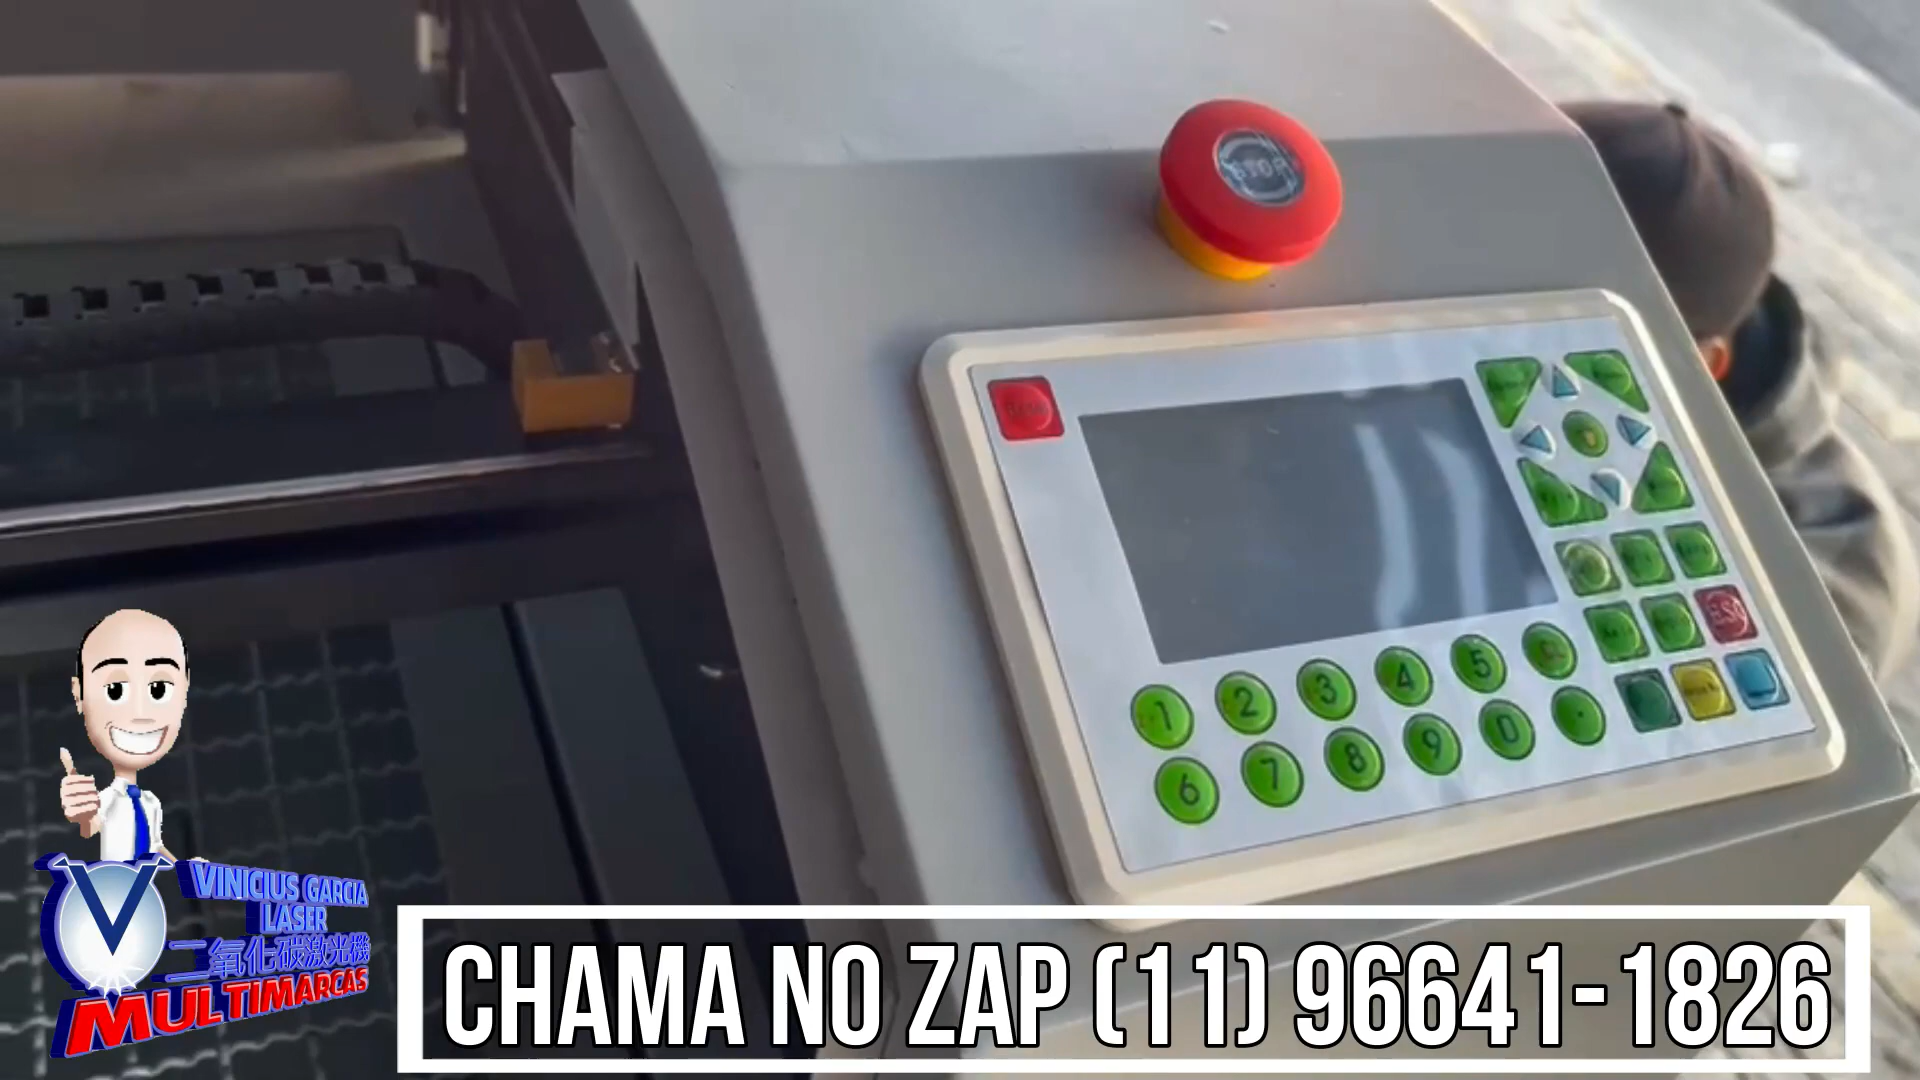 STOP
1 2 3 4 5
6 7 8 9 0 .
ESC
VINICIUS GARCIA
LASER
二氧化碳激光機
MULTIMARCAS
CHAMA NO ZAP (11) 96641-1826